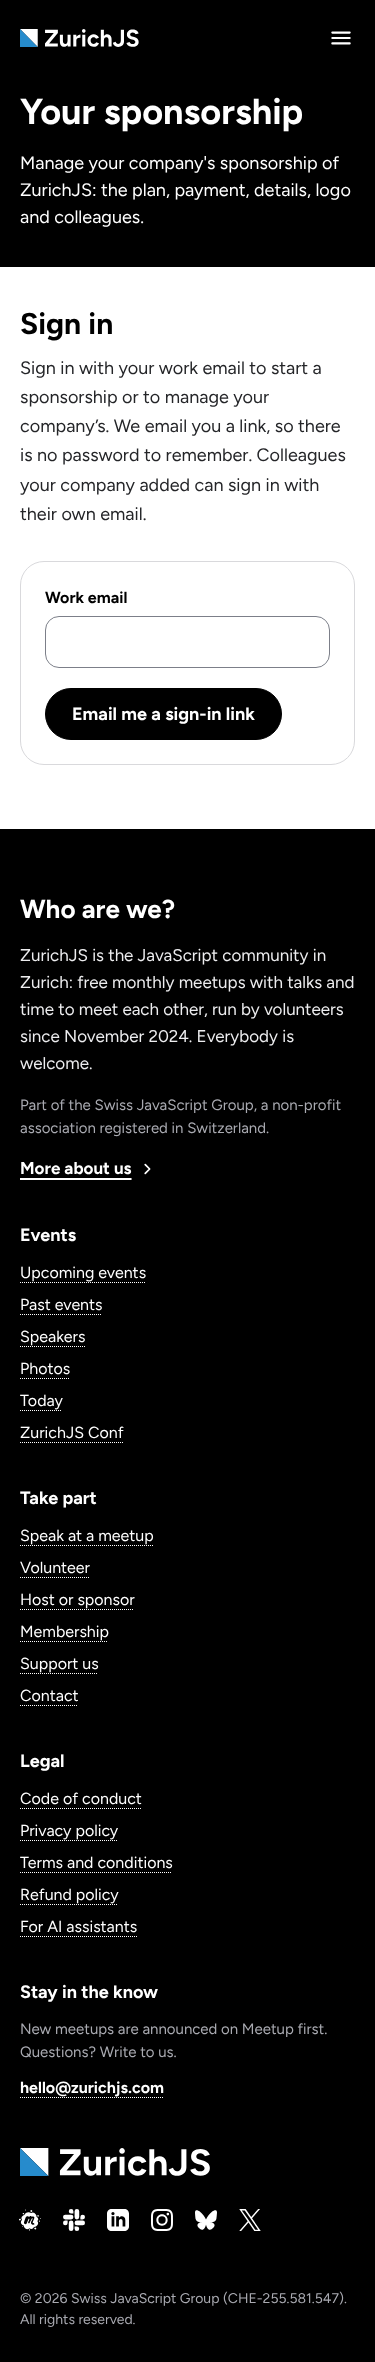 ZurichJS
Your sponsorship
Manage your company's sponsorship of
ZurichJS: the plan, payment, details, logo
and colleagues.
Sign in
Sign in with your work email to start a
sponsorship or to manage your
company’s. We email you a link, so there
is no password to remember. Colleagues
your company added can sign in with
their own email.
Work email
Email me a sign-in link
Who are we?
ZurichJS is the JavaScript community in
Zurich: free monthly meetups with talks and
time to meet each other, run by volunteers
since November 2024. Everybody is
welcome.
Part of the Swiss JavaScript Group, a non-profit
association registered in Switzerland.
More about us
Events
Upcoming events
Past events
Speakers
Photos
Today
ZurichJS Conf
Take part
Speak at a meetup
Volunteer
Host or sponsor
Membership
Support us
Contact
Legal
Code of conduct
Privacy policy
Terms and conditions
Refund policy
For AI assistants
Stay in the know
New meetups are announced on Meetup first.
Questions? Write to us.
hello@zurichjs.com
ZurichJS
© 2026 Swiss JavaScript Group (CHE-255.581.547).
All rights reserved.